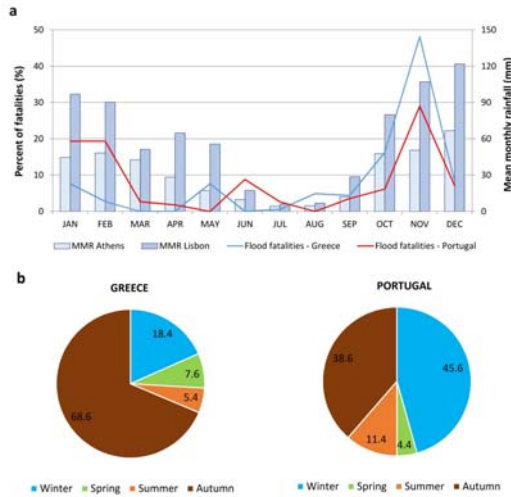 a
50 150
40 120
30 90
20 60
10 30
0 0
Percent of fatalities (%)
Mean monthly rainfall (mm)
JAN FEB MAR APR MAY JUN JUL AUG SEP OCT NOV DEC
MMR Athens MMR Lisbon Flood fatalities - Greece Flood fatalities - Portugal
b
GREECE PORTUGAL
18.4
7.6
5.4
68.6
45.6
4.4
11.4
38.6
Winter Spring Summer Autumn Winter Spring Summer Autumn